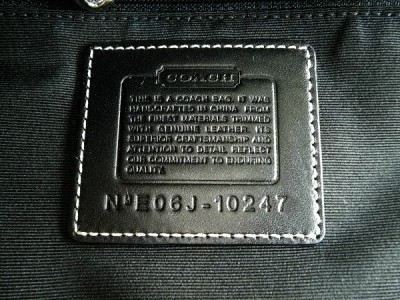 COACH
THIS IS A COACH BAG. IT WAS
HANDCRAFTED IN CHINA FROM
THE FINEST MATERIALS TRIMMED
WITH GENUINE LEATHER. ITS
SUPERIOR CRAFTSMANSHIP AND
ATTENTION TO DETAIL REFLECT
OUR COMMITMENT TO ENDURING
QUALITY.
Nº E06J-10247